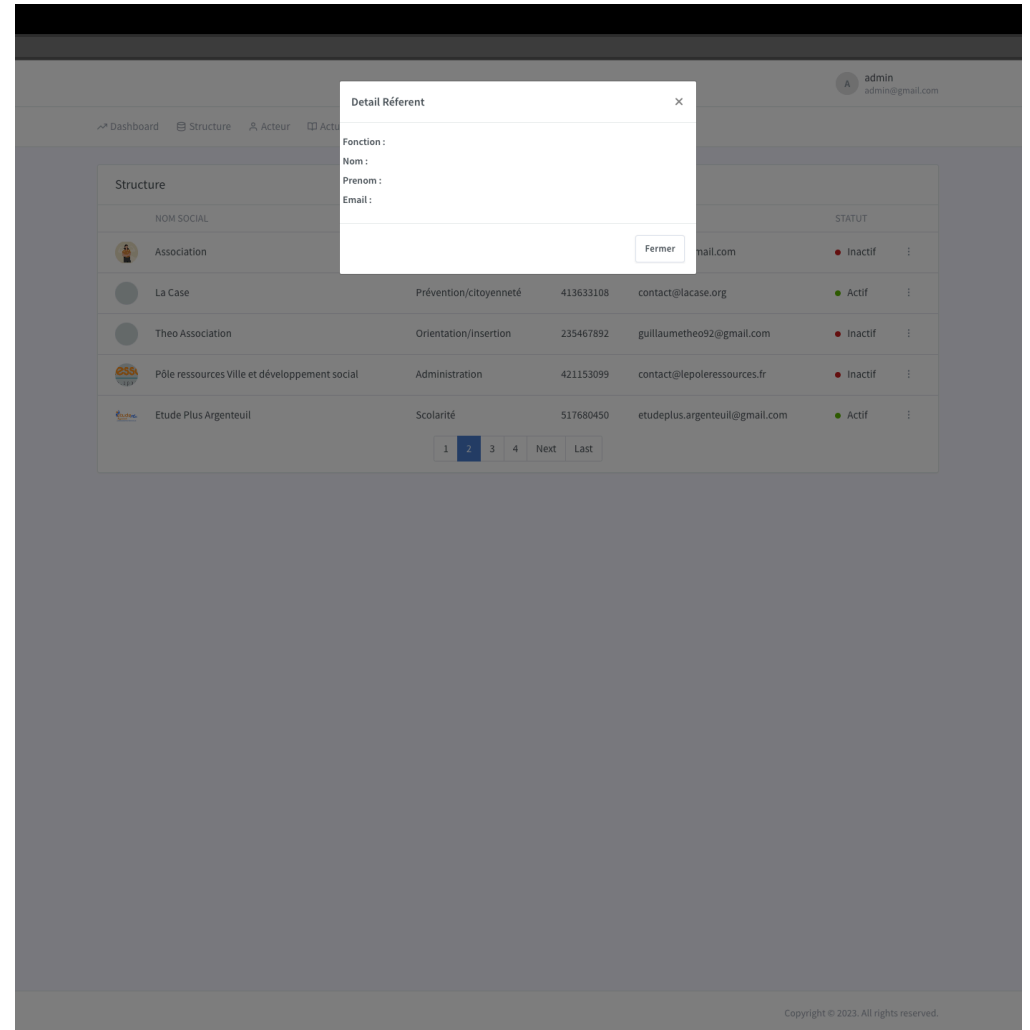 A
admin
admin@gmail.com
Detail Réferent ×
Dashboard Structure Acteur Actu
Fonction :
Nom :
Prenom :
Email :
Structure
NOM SOCIAL STATUT
Fermer
Association mail.com Inactif
La Case Prévention/citoyenneté 413633108 contact@lacase.org Actif
Theo Association Orientation/insertion 235467892 guillaumetheo92@gmail.com Inactif
Pôle ressources Ville et développement social Administration 421153099 contact@lepoleressources.fr Inactif
Etude Plus Argenteuil Scolarité 517680450 etudeplus.argenteuil@gmail.com Actif
1 2 3 4 Next Last
Copyright © 2023. All rights reserved.